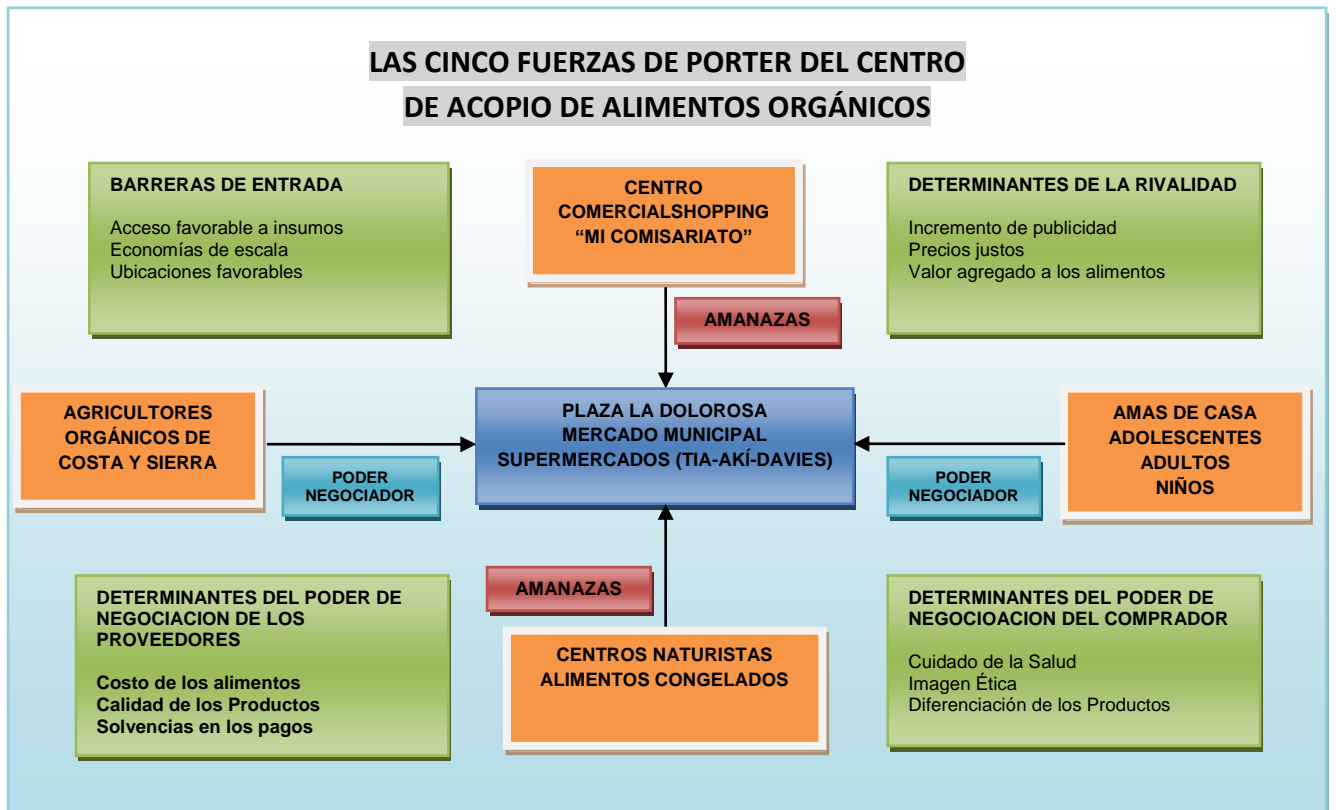 LAS CINCO FUERZAS DE PORTER DEL CENTRO
DE ACOPIO DE ALIMENTOS ORGÁNICOS
BARRERAS DE ENTRADA
Acceso favorable a insumos
Economías de escala
Ubicaciones favorables
CENTRO
COMERCIALSHOPPING
“MI COMISARIATO”
DETERMINANTES DE LA RIVALIDAD
Incremento de publicidad
Precios justos
Valor agregado a los alimentos
AMANAZAS
AGRICULTORES
ORGÁNICOS DE
COSTA Y SIERRA
PODER
NEGOCIADOR
PLAZA LA DOLOROSA
MERCADO MUNICIPAL
SUPERMERCADOS (TIA-AKÍ-DAVIES)
PODER
NEGOCIADOR
AMAS DE CASA
ADOLESCENTES
ADULTOS
NIÑOS
DETERMINANTES DEL PODER DE
NEGOCIACION DE LOS
PROVEEDORES
Costo de los alimentos
Calidad de los Productos
Solvencias en los pagos
AMANAZAS
CENTROS NATURISTAS
ALIMENTOS CONGELADOS
DETERMINANTES DEL PODER DE
NEGOCIOACION DEL COMPRADOR
Cuidado de la Salud
Imagen Ética
Diferenciación de los Productos